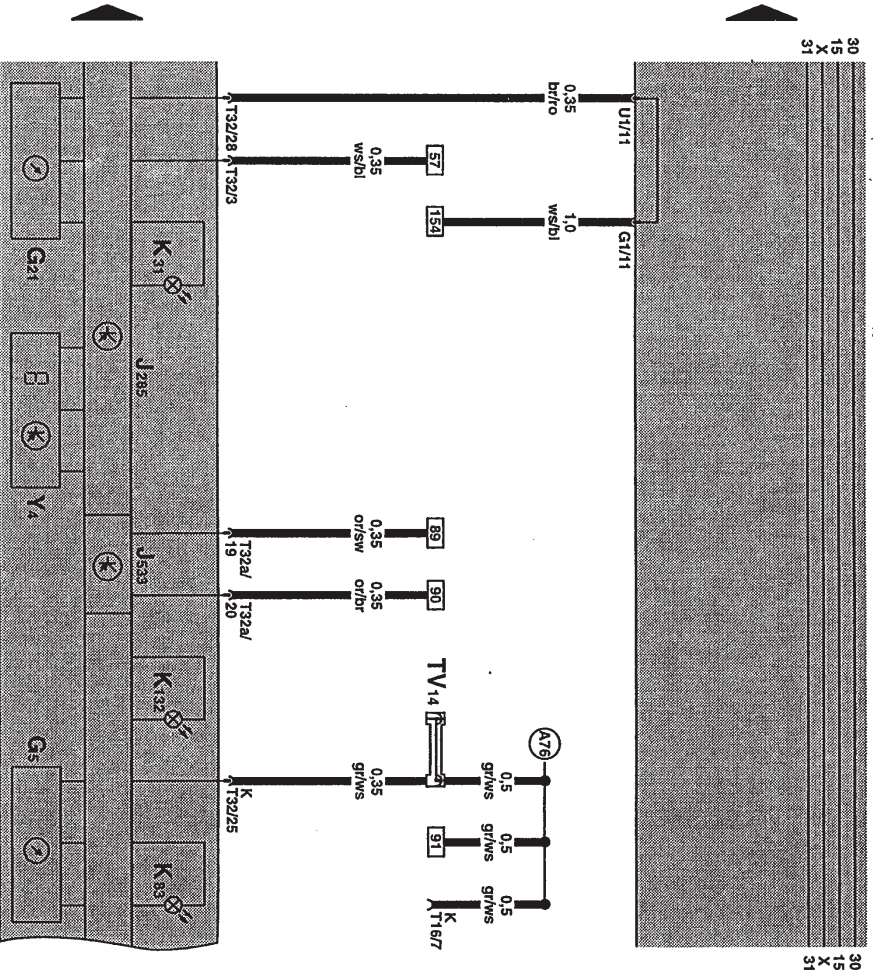 30
15
X
31
U1/11
G1/11
0,35
br/ro
1,0
ws/bl
57
154
0,35
ws/bl
T32/28
T32/3
K31
G21
J285
Y4
89
90
0,35
or/sw
0,35
or/br
T32a/
19
T32a/
20
J533
TV14
K132
A76
0,5
gr/ws
0,5
gr/ws
0,5
gr/ws
91
K
T16/7
0,35
gr/ws
K
T32/25
G5
K83
30
15
X
31